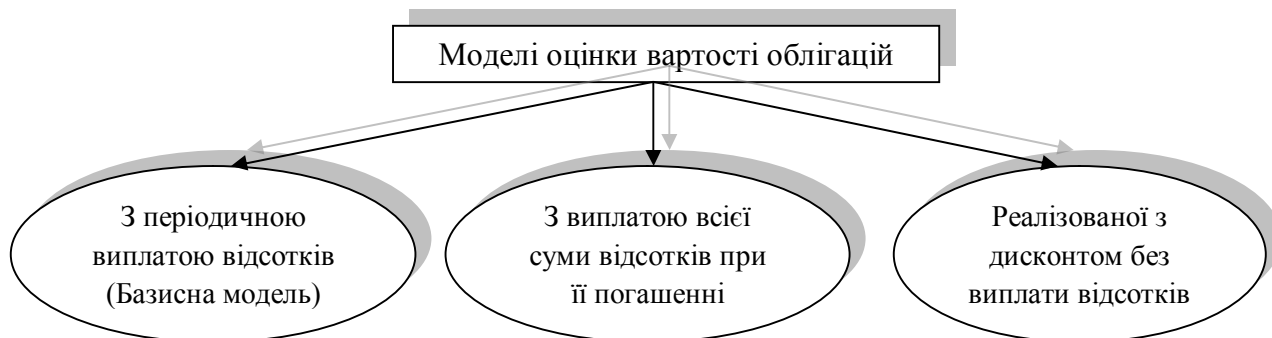 Моделі оцінки вартості облігацій
З періодичною
виплатою відсотків
(Базисна модель)
З виплатою всієї
суми відсотків при
її погашенні
Реалізованої з
дисконтом без
виплати відсотків